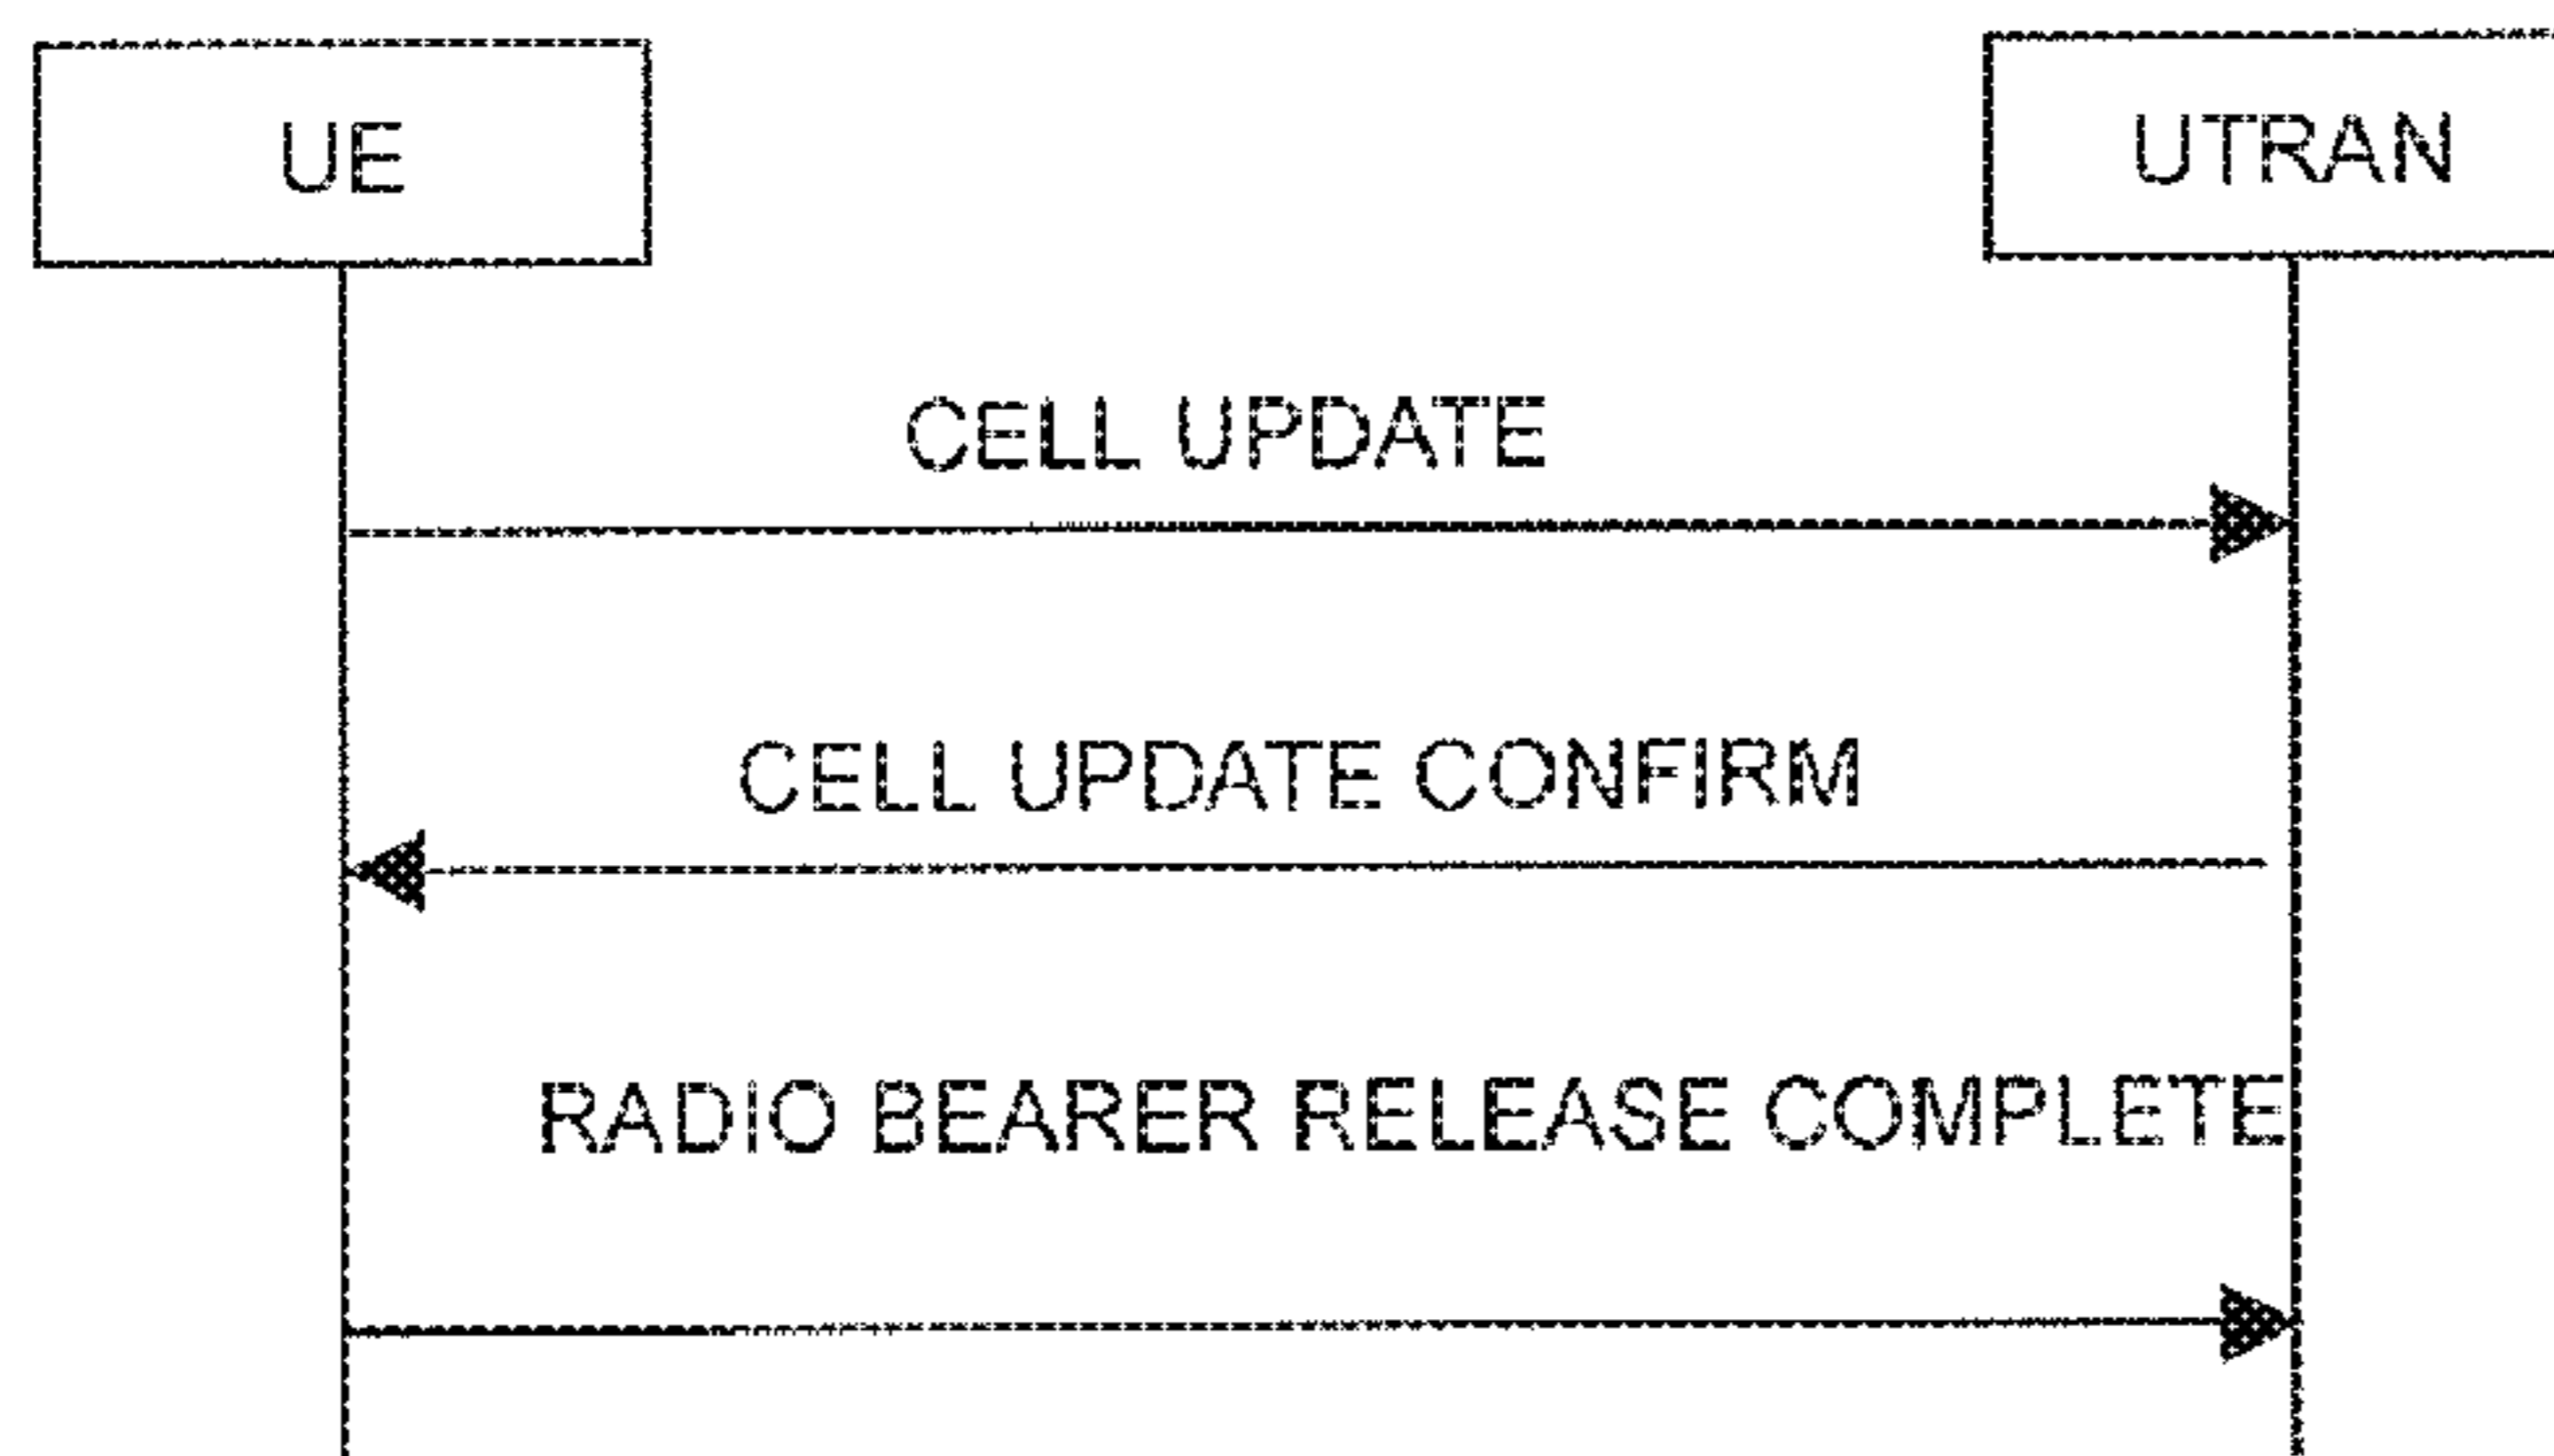 UE
UTRAN
CELL UPDATE
CELL UPDATE CONFIRM
RADIO BEARER RELEASE COMPLETE